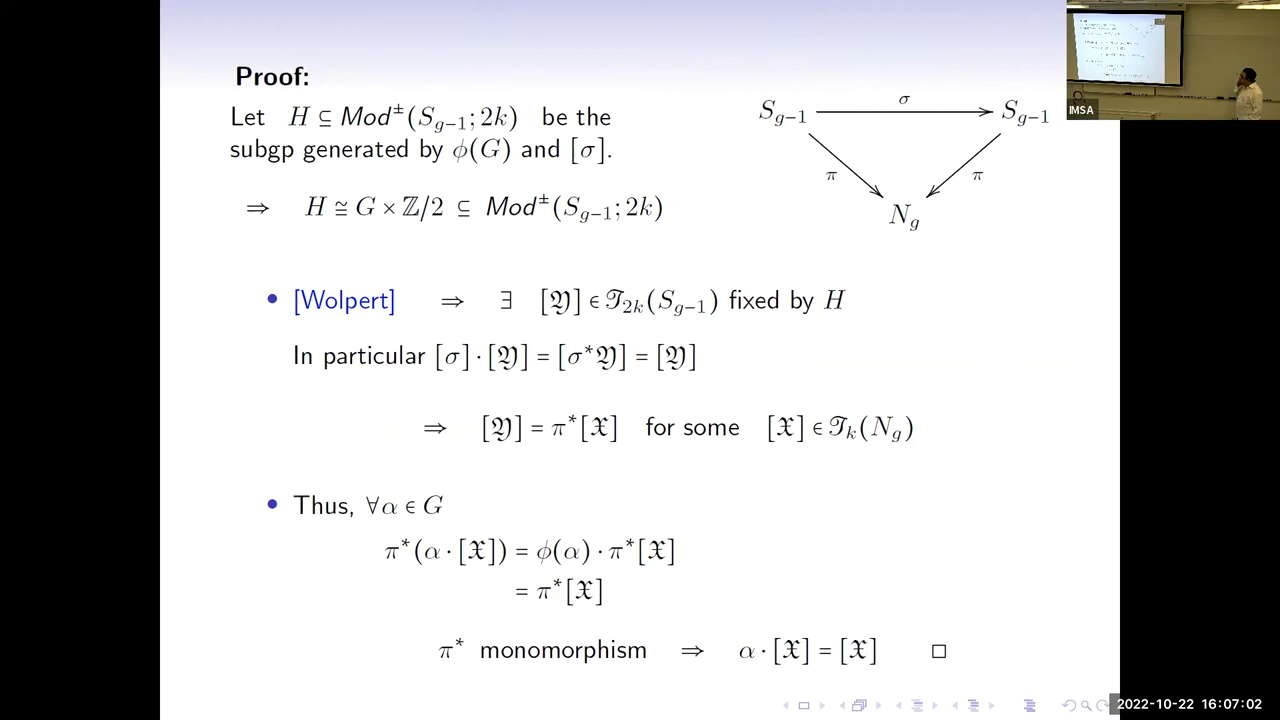 Proof:
Let H ⊆ Mod±(S_{g−1}; 2k) be the
subgp generated by ϕ(G) and [σ].
⇒ H ≅ G × ℤ/2 ⊆ Mod±(S_{g−1}; 2k)
S_{g−1} σ S_{g−1}
π π
N_g
• [Wolpert] ⇒ ∃ [𝔜] ∈ 𝒯_{2k}(S_{g−1}) fixed by H
In particular [σ] · [𝔜] = [σ*𝔜] = [𝔜]
⇒ [𝔜] = π*[𝔛] for some [𝔛] ∈ 𝒯_k(N_g)
• Thus, ∀α ∈ G
π*(α · [𝔛]) = ϕ(α) · π*[𝔛]
= π*[𝔛]
π* monomorphism ⇒ α · [𝔛] = [𝔛] □
IMSA
2022-10-22 16:07:02